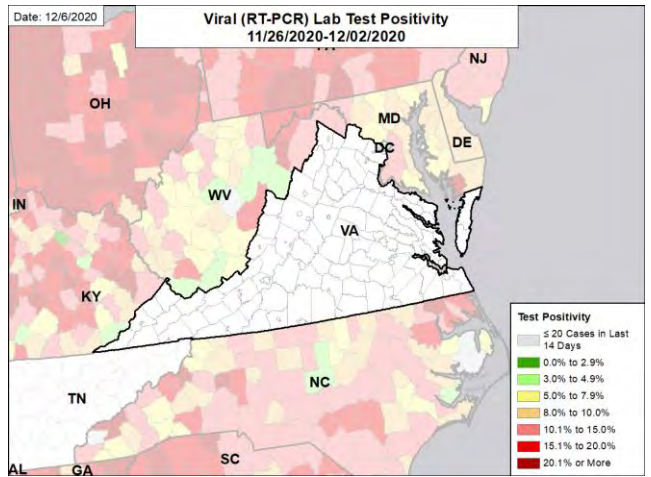 Date: 12/6/2020
Viral (RT-PCR) Lab Test Positivity
11/26/2020-12/02/2020
NJ
OH
MD
DC
DE
WV
IN
VA
KY
TN
NC
AL
GA
SC
Test Positivity
≤ 20 Cases in Last
14 Days
0.0% to 2.9%
3.0% to 4.9%
5.0% to 7.9%
8.0% to 10.0%
10.1% to 15.0%
15.1% to 20.0%
20.1% or More